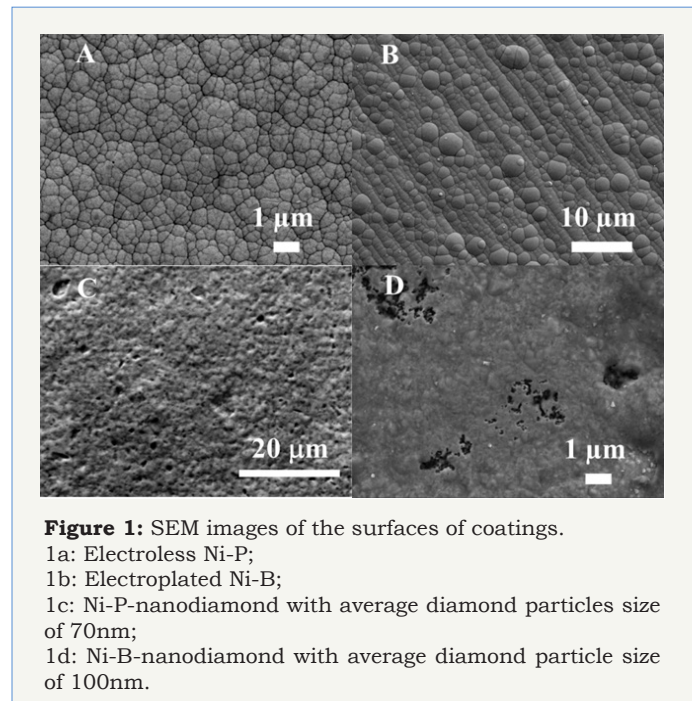 A
B
1 µm
10 µm
C
D
20 µm
1 µm
Figure 1: SEM images of the surfaces of coatings.
1a: Electroless Ni-P;
1b: Electroplated Ni-B;
1c: Ni-P-nanodiamond with average diamond particles size
of 70nm;
1d: Ni-B-nanodiamond with average diamond particle size
of 100nm.